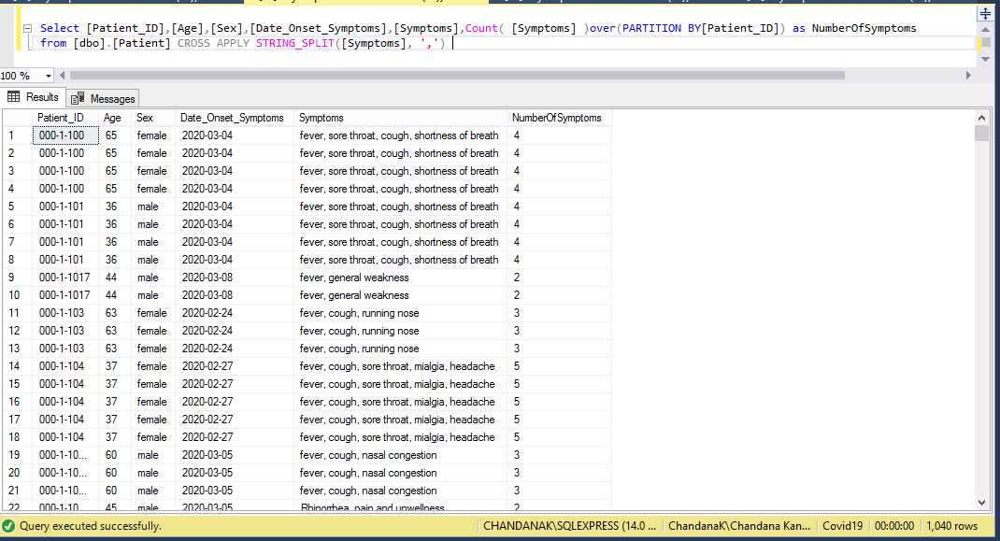 Select [Patient_ID],[Age],[Sex],[Date_Onset_Symptoms],[Symptoms],Count( [Symptoms] )over(PARTITION BY[Patient_ID]) as NumberOfSymptoms
from [dbo].[Patient] CROSS APPLY STRING_SPLIT([Symptoms], ',')
100 %
Results Messages
Patient_ID Age Sex Date_Onset_Symptoms Symptoms NumberOfSymptoms
1 000-1-100 65 female 2020-03-04 fever, sore throat, cough, shortness of breath 4
2 000-1-100 65 female 2020-03-04 fever, sore throat, cough, shortness of breath 4
3 000-1-100 65 female 2020-03-04 fever, sore throat, cough, shortness of breath 4
4 000-1-100 65 female 2020-03-04 fever, sore throat, cough, shortness of breath 4
5 000-1-101 36 male 2020-03-04 fever, sore throat, cough, shortness of breath 4
6 000-1-101 36 male 2020-03-04 fever, sore throat, cough, shortness of breath 4
7 000-1-101 36 male 2020-03-04 fever, sore throat, cough, shortness of breath 4
8 000-1-101 36 male 2020-03-04 fever, sore throat, cough, shortness of breath 4
9 000-1-1017 44 male 2020-03-08 fever, general weakness 2
10 000-1-1017 44 male 2020-03-08 fever, general weakness 2
11 000-1-103 63 female 2020-02-24 fever, cough, running nose 3
12 000-1-103 63 female 2020-02-24 fever, cough, running nose 3
13 000-1-103 63 female 2020-02-24 fever, cough, running nose 3
14 000-1-104 37 female 2020-02-27 fever, cough, sore throat, mialgia, headache 5
15 000-1-104 37 female 2020-02-27 fever, cough, sore throat, mialgia, headache 5
16 000-1-104 37 female 2020-02-27 fever, cough, sore throat, mialgia, headache 5
17 000-1-104 37 female 2020-02-27 fever, cough, sore throat, mialgia, headache 5
18 000-1-104 37 female 2020-02-27 fever, cough, sore throat, mialgia, headache 5
19 000-1-10... 60 male 2020-03-05 fever, cough, nasal congestion 3
20 000-1-10... 60 male 2020-03-05 fever, cough, nasal congestion 3
21 000-1-10... 60 male 2020-03-05 fever, cough, nasal congestion 3
22 000-1-10... 45 male 2020-03-05 Rhinorrhea, pain and unwellness 2
Query executed successfully. CHANDANAK\SQLEXPRESS (14.0 ... ChandanaK\Chandana Kan... Covid19 00:00:00 1,040 rows